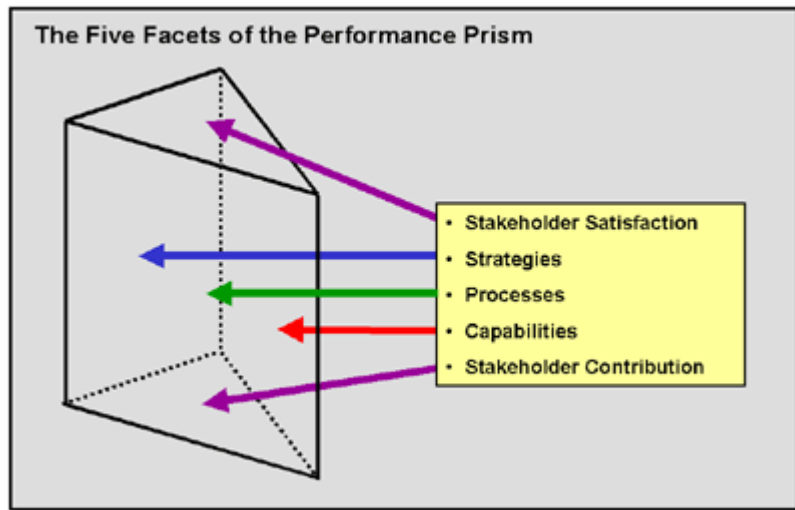 The Five Facets of the Performance Prism
• Stakeholder Satisfaction
• Strategies
• Processes
• Capabilities
• Stakeholder Contribution